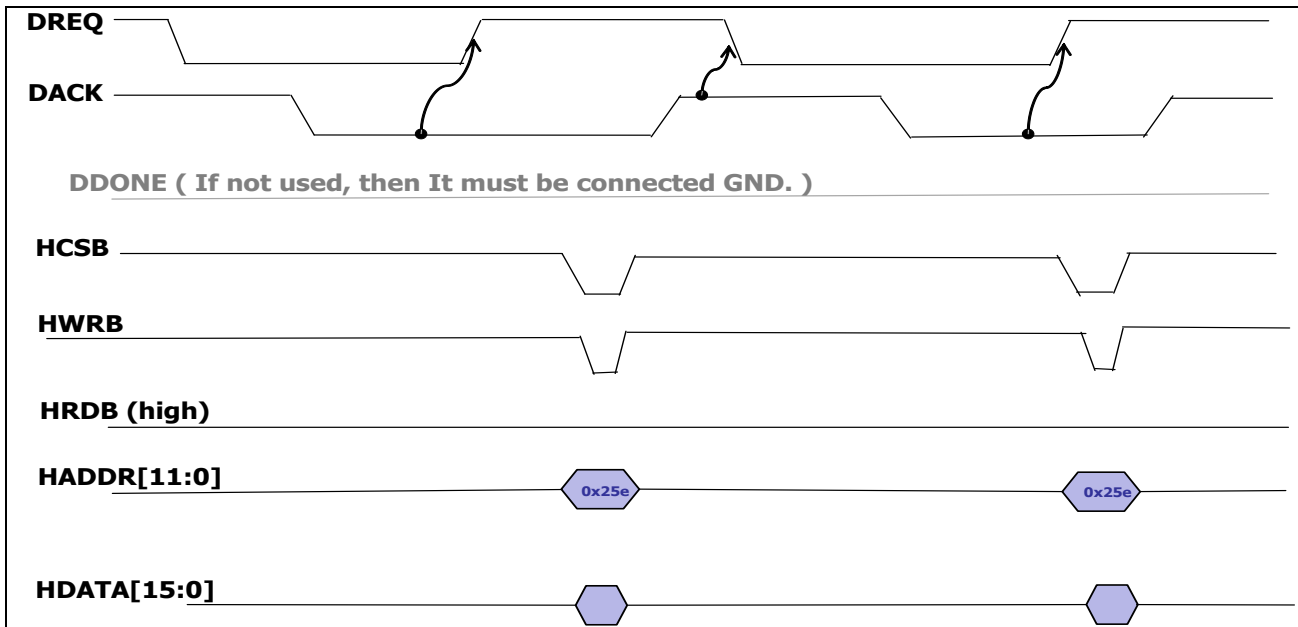 DREQ
DACK
DDONE ( If not used, then It must be connected GND. )
HCSB
HWRB
HRDB (high)
HADDR[11:0]
0x25e
0x25e
HDATA[15:0]